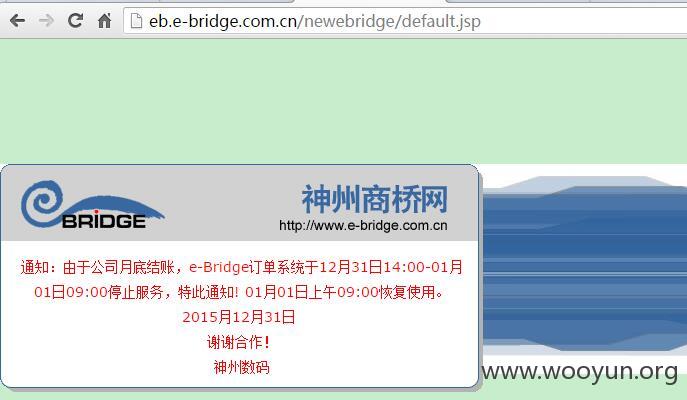 eb.e-bridge.com.cn/newebridge/default.jsp
eBRIDGE
神州商桥网
http://www.e-bridge.com.cn
通知：由于公司月底结账，e-Bridge订单系统于12月31日14:00-01月
01日09:00停止服务，特此通知! 01月01日上午09:00恢复使用。
2015月12月31日
谢谢合作！
神州数码
www.wooyun.org